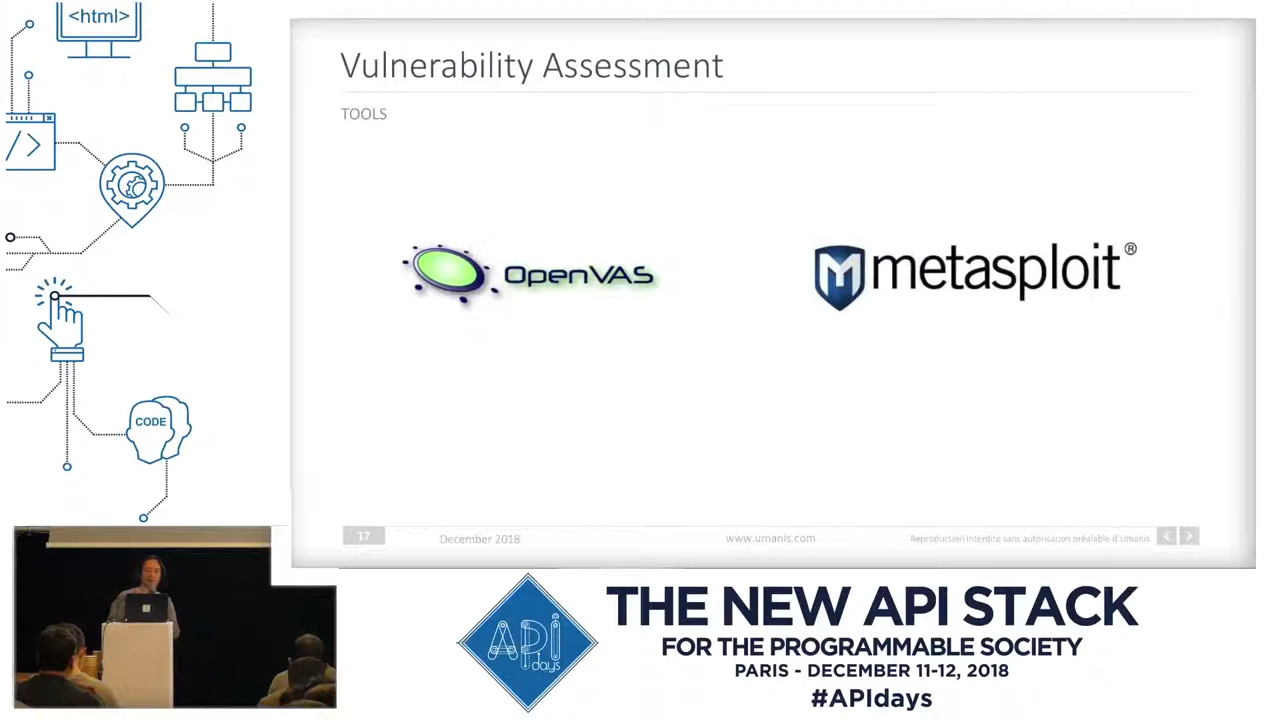 <html>
Vulnerability Assessment
TOOLS
</>
OpenVAS
M metasploit®
CODE
17
December 2018
www.umanis.com
Reproduction interdite sans autorisation préalable d'Umanis
< >
API
days
THE NEW API STACK
FOR THE PROGRAMMABLE SOCIETY
PARIS - DECEMBER 11-12, 2018
#APIdays